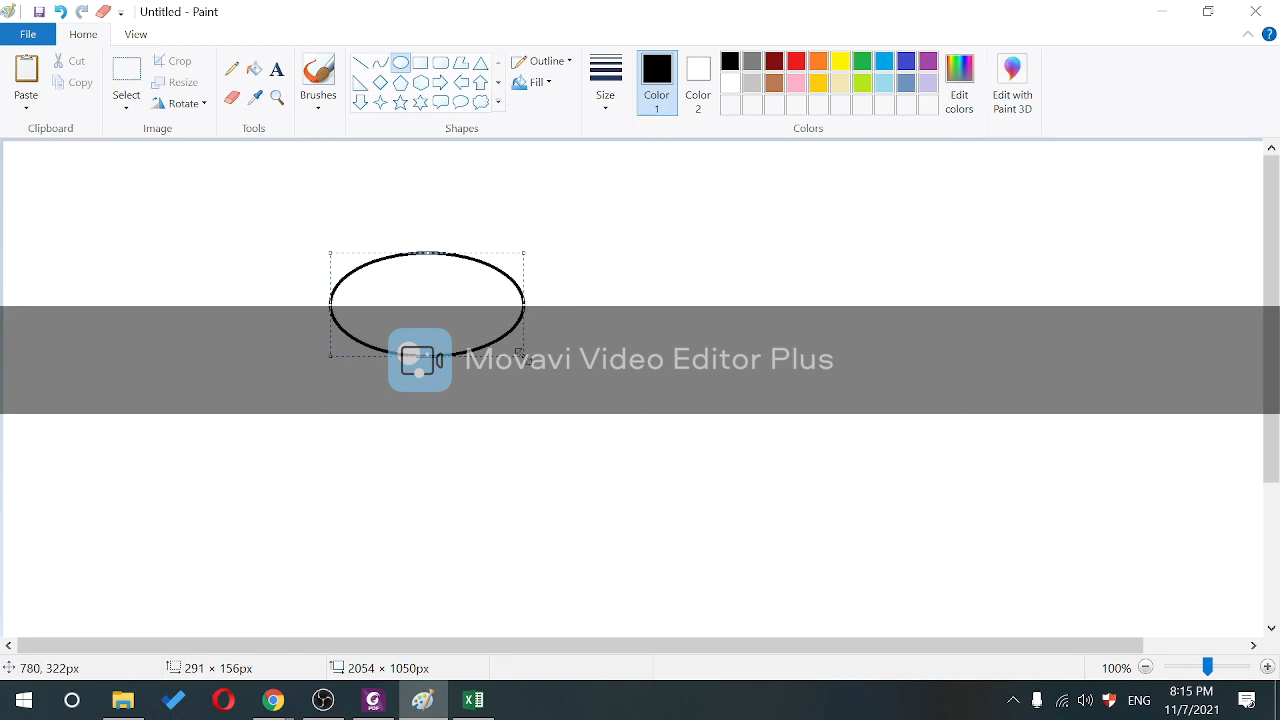 Untitled - Paint
File
Home
View
Paste
Cut
Copy
Clipboard
Select
Crop
Resize
Rotate
Image
Tools
Brushes
Outline
Fill
Shapes
Size
Color 1
Color 2
Edit colors
Colors
Edit with Paint 3D
Movavi Video Editor Plus
780, 322px
291 × 156px
2054 × 1050px
100%
ENG
8:15 PM
11/7/2021